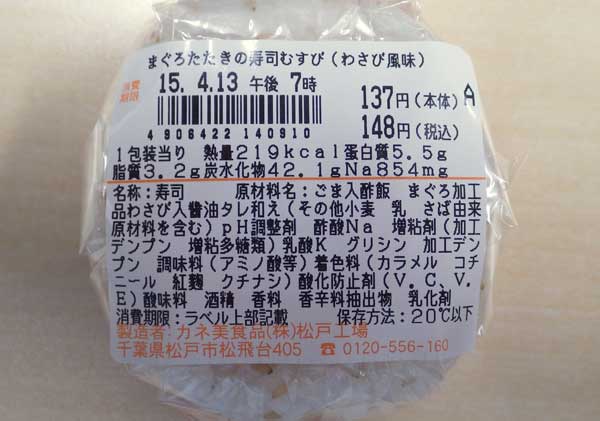 まぐろたたきの寿司むすび(わさび風味)
消費期限 15. 4.13 午後 7時
137円(本体) A
4 906422 140910
148円(税込)
1包装当り 熱量219kcal蛋白質5.5g
脂質3.2g炭水化物42.1gNa854mg
名称:寿司 原材料名:ごま入酢飯 まぐろ加工
品わさび入醤油タレ和え(その他小麦 乳 さば由来
原材料を含む)pH調整剤 酢酸Na 増粘剤(加工
デンプン 増粘多糖類)乳酸K グリシン 加工デン
プン 調味料(アミノ酸等)着色料(カラメル コチ
ニール 紅麹 クチナシ)酸化防止剤(V.C、V.
E)酸味料 酒精 香料 香辛料抽出物 乳化剤
消費期限:ラベル上部記載 保存方法:20℃以下
製造者:カネ美食品(株)松戸工場
千葉県松戸市松飛台405 ☎0120-556-160